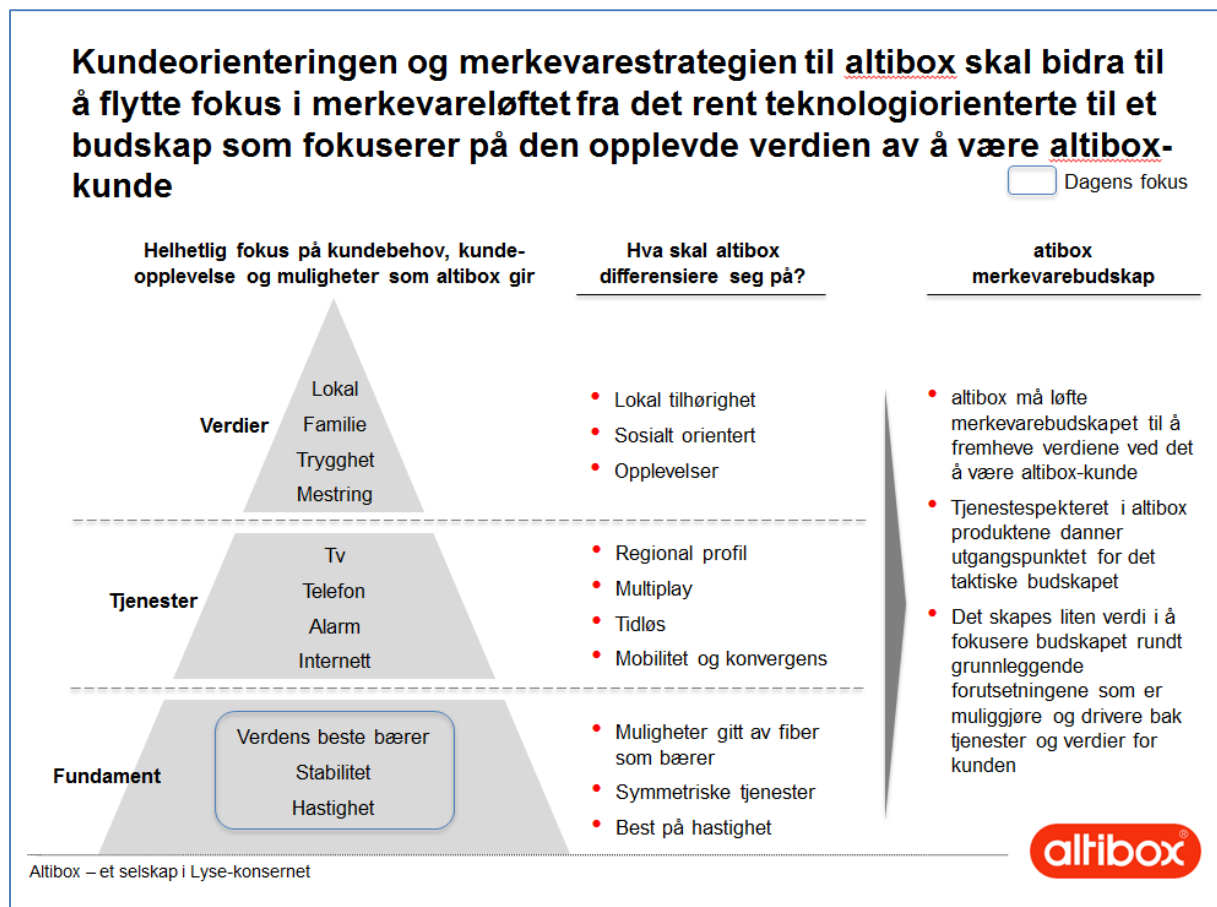 Kundeorienteringen og merkevarestrategien til altibox skal bidra til
å flytte fokus i merkevareløftet fra det rent teknologiorienterte til et
budskap som fokuserer på den opplevde verdien av å være altibox-
kunde
Dagens fokus
Helhetlig fokus på kundebehov, kunde-
opplevelse og muligheter som altibox gir
Hva skal altibox
differensiere seg på?
atibox
merkevarebudskap
Verdier
Lokal
Familie
Trygghet
Mestring
• Lokal tilhørighet
• Sosialt orientert
• Opplevelser
Tjenester
Tv
Telefon
Alarm
Internett
• Regional profil
• Multiplay
• Tidløs
• Mobilitet og konvergens
Fundament
Verdens beste bærer
Stabilitet
Hastighet
• Muligheter gitt av fiber
som bærer
• Symmetriske tjenester
• Best på hastighet
• altibox må løfte
merkevarebudskapet til å
fremheve verdiene ved det
å være altibox-kunde
• Tjenestespekteret i altibox
produktene danner
utgangspunktet for det
taktiske budskapet
• Det skapes liten verdi i å
fokusere budskapet rundt
grunnleggende
forutsetningene som er
muliggjøre og drivere bak
tjenester og verdier for
kunden
Altibox – et selskap i Lyse-konsernet
altibox®